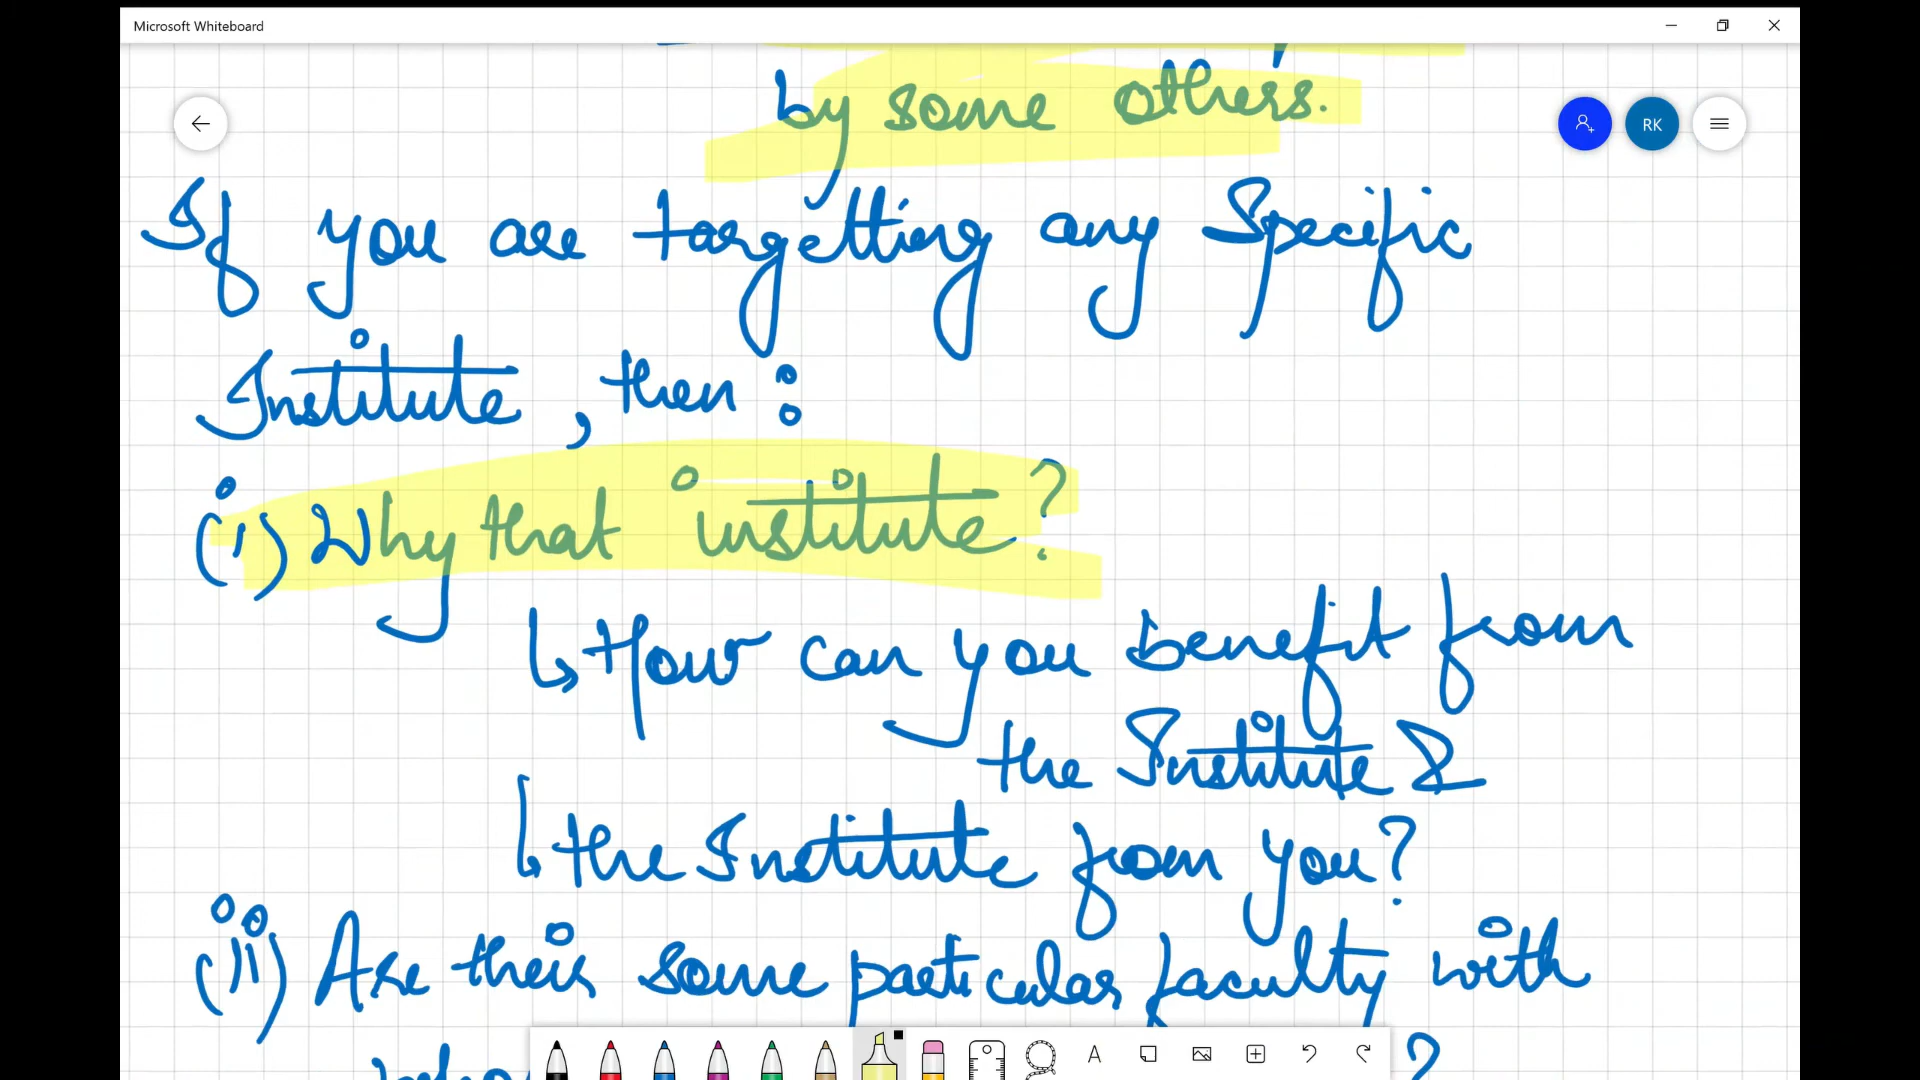 Microsoft Whiteboard
by some others.
RK
If you are targetting any Specific
Institute, then :
(i) Why that institute?
↳ How can you benefit from
the Institute &
↳ the Institute from you?
(ii) Are their some particular faculty with
?
A